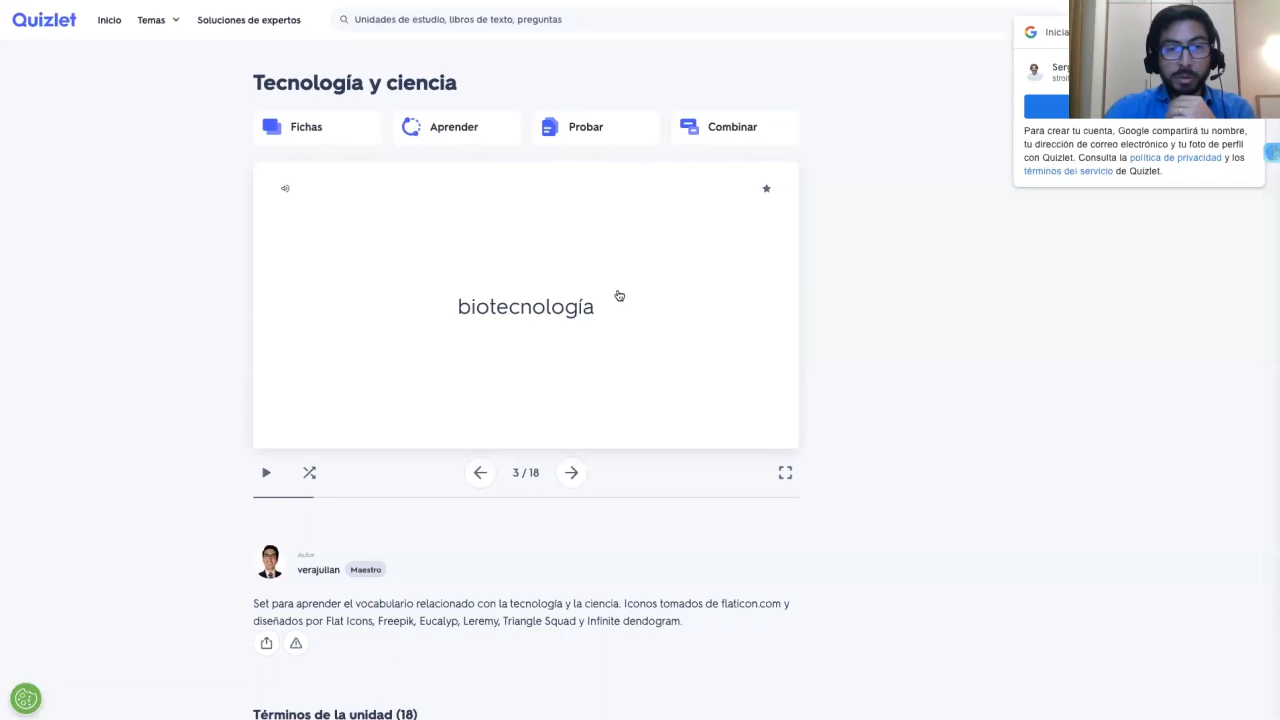 Quizlet
Inicio
Temas
Soluciones de expertos
Unidades de estudio, libros de texto, preguntas
Para crear tu cuenta, Google compartirá tu nombre,
tu dirección de correo electrónico y tu foto de perfil
con Quizlet. Consulta la política de privacidad y los
términos del servicio de Quizlet.
Tecnología y ciencia
Fichas
Aprender
Probar
Combinar
biotecnología
3 / 18
Autor
verajulian Maestro
Set para aprender el vocabulario relacionado con la tecnología y la ciencia. Iconos tomados de flaticon.com y
diseñados por Flat Icons, Freepik, Eucalyp, Leremy, Triangle Squad y Infinite dendogram.
Términos de la unidad (18)